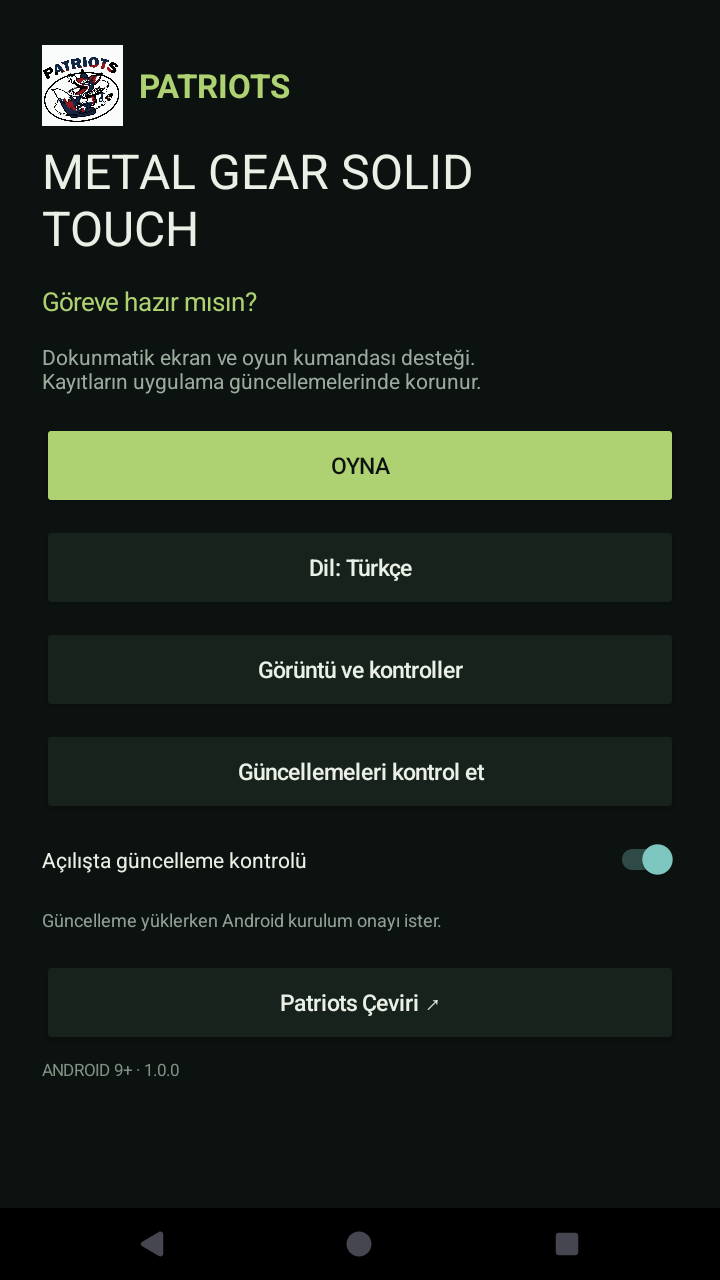 PATRIOTS
PATRIOTS
METAL GEAR SOLID
TOUCH
Göreve hazır mısın?
Dokunmatik ekran ve oyun kumandası desteği.
Kayıtların uygulama güncellemelerinde korunur.
OYNA
Dil: Türkçe
Görüntü ve kontroller
Güncellemeleri kontrol et
Açılışta güncelleme kontrolü
Güncelleme yüklerken Android kurulum onayı ister.
Patriots Çeviri ↗
ANDROID 9+ · 1.0.0